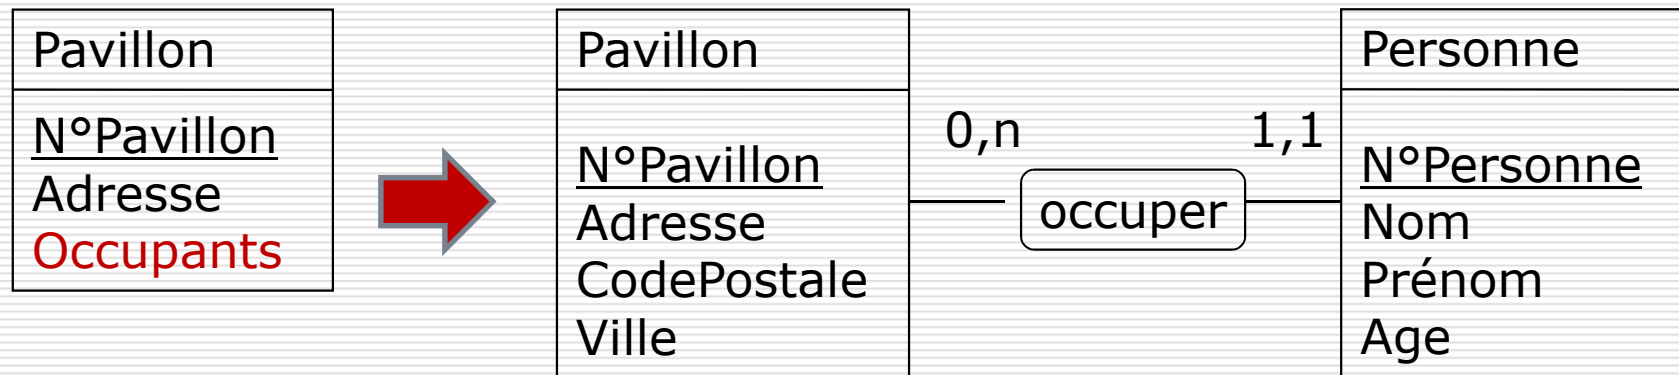 Pavillon
N°Pavillon
Adresse
Occupants
Pavillon
N°Pavillon
Adresse
CodePostale
Ville
0,n
occuper
1,1
Personne
N°Personne
Nom
Prénom
Age